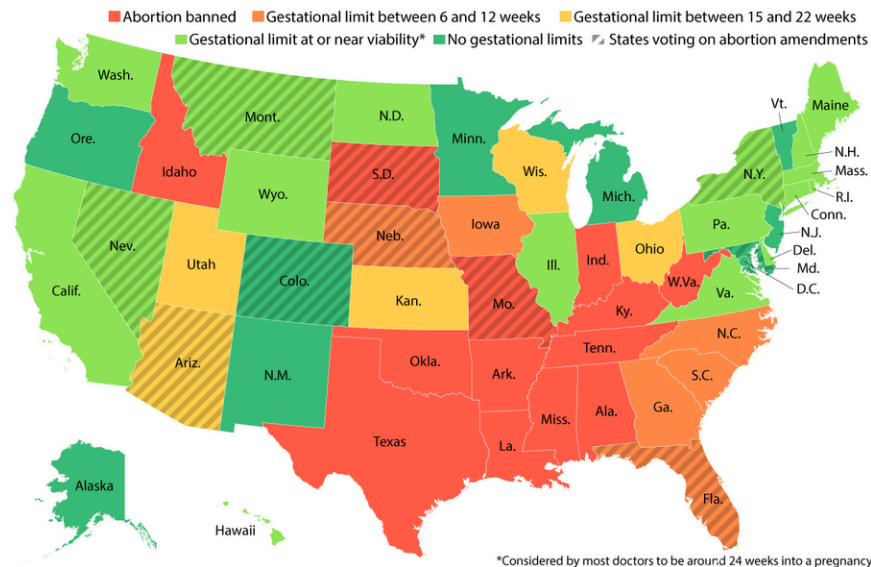 Abortion banned
Gestational limit between 6 and 12 weeks
Gestational limit between 15 and 22 weeks
Gestational limit at or near viability*
No gestational limits
States voting on abortion amendments
Wash.
Mont.
N.D.
Minn.
Vt.
Maine
Ore.
Idaho
S.D.
Wis.
Mich.
N.Y.
N.H.
Mass.
R.I.
Conn.
Wyo.
Iowa
Neb.
Pa.
N.J.
Nev.
Utah
Colo.
Ill.
Ind.
Ohio
Del.
Md.
D.C.
Calif.
Kan.
Mo.
W.Va.
Va.
Ky.
Ariz.
N.M.
Okla.
Ark.
Tenn.
N.C.
S.C.
Texas
La.
Miss.
Ala.
Ga.
Fla.
Alaska
Hawaii
*Considered by most doctors to be around 24 weeks into a pregnancy